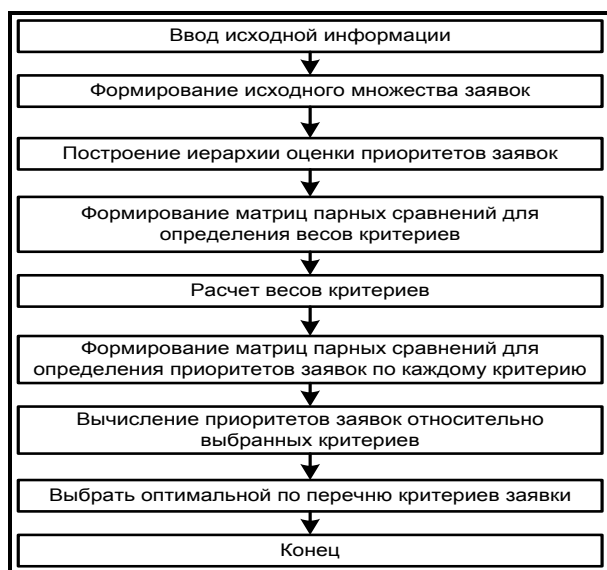 Ввод исходной информации
Формирование исходного множества заявок
Построение иерархии оценки приоритетов заявок
Формирование матриц парных сравнений для
определения весов критериев
Расчет весов критериев
Формирование матриц парных сравнений для
определения приоритетов заявок по каждому критерию
Вычисление приоритетов заявок относительно
выбранных критериев
Выбрать оптимальной по перечню критериев заявки
Конец